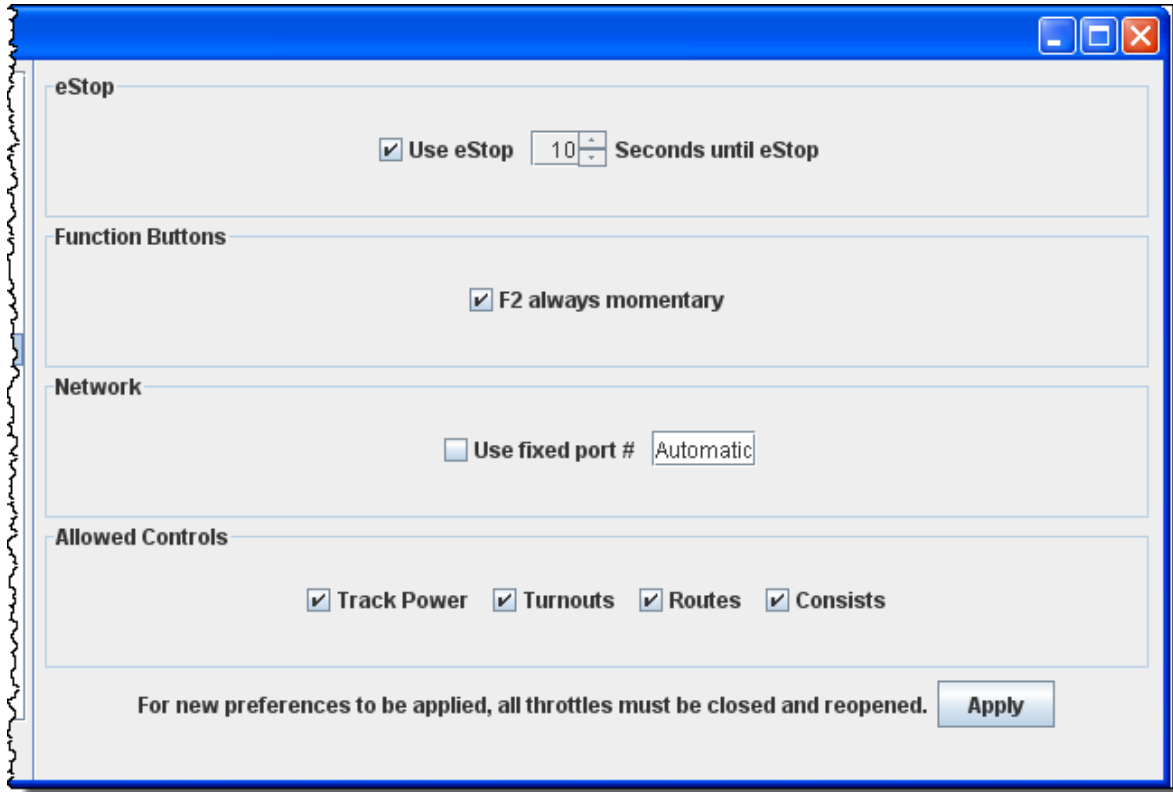 eStop
Use eStop 10 Seconds until eStop
Function Buttons
F2 always momentary
Network
Use fixed port # Automatic
Allowed Controls
Track Power Turnouts Routes Consists
For new preferences to be applied, all throttles must be closed and reopened. Apply